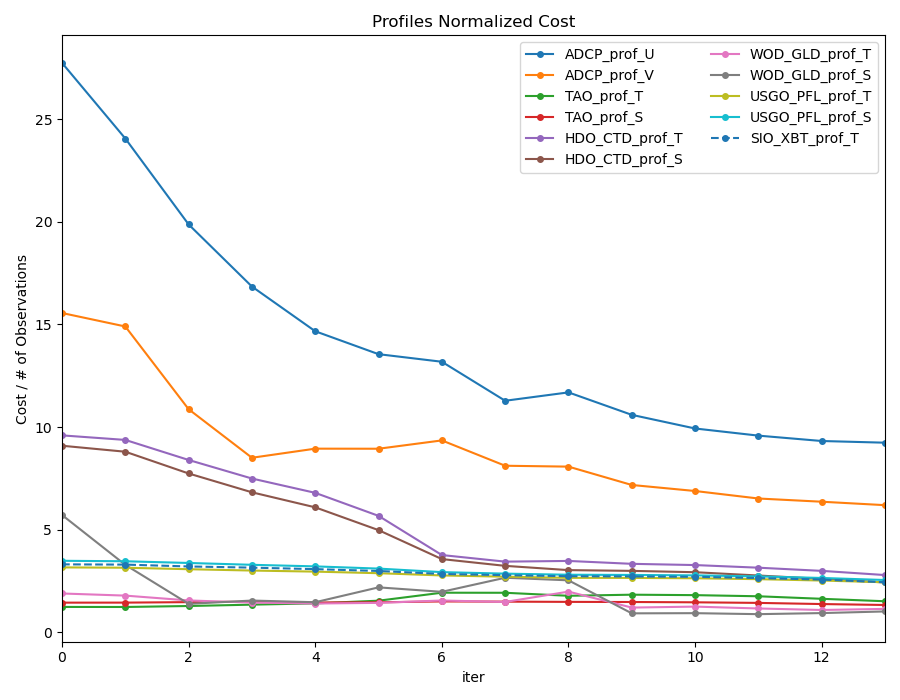 Profiles Normalized Cost
ADCP_prof_U
ADCP_prof_V
TAO_prof_T
TAO_prof_S
HDO_CTD_prof_T
HDO_CTD_prof_S
WOD_GLD_prof_T
WOD_GLD_prof_S
USGO_PFL_prof_T
USGO_PFL_prof_S
SIO_XBT_prof_T
Cost / # of Observations
25
20
15
10
5
0
0 2 4 6 8 10 12
iter